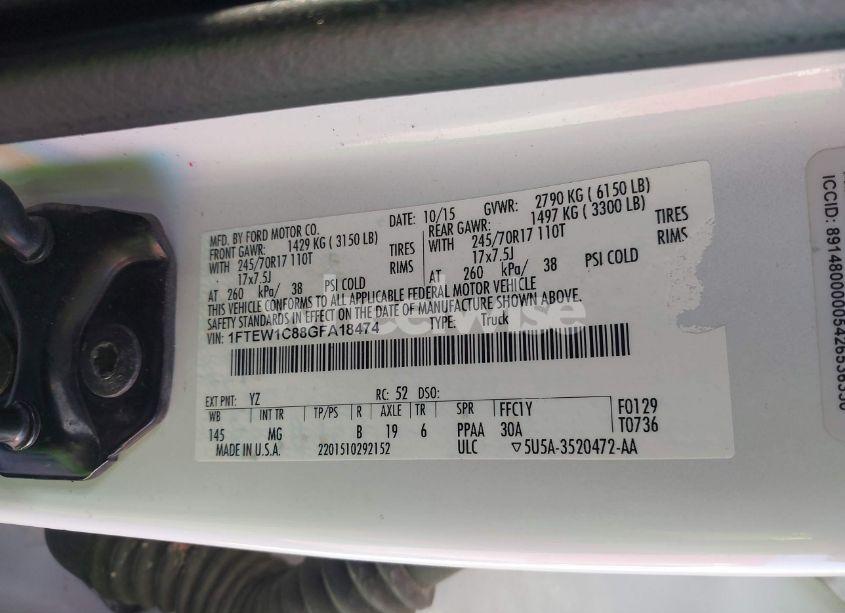 MFD. BY FORD MOTOR CO. DATE: 10/15 GVWR: 2790 KG ( 6150 LB)
FRONT GAWR: 1429 KG ( 3150 LB) REAR GAWR: 1497 KG ( 3300 LB)
WITH 245/70R17 110T TIRES WITH 245/70R17 110T TIRES
17x7.5J RIMS 17x7.5J RIMS
AT 260 kPa/ 38 PSI COLD AT 260 kPa/ 38 PSI COLD
THIS VEHICLE CONFORMS TO ALL APPLICABLE FEDERAL MOTOR VEHICLE
SAFETY STANDARDS IN EFFECT ON THE DATE OF MANUFACTURE SHOWN ABOVE.
VIN: 1FTEW1C88GFA18474 TYPE: Truck
EXT PNT: YZ RC: 52 DSO:
WB INT TR TP/PS R AXLE TR SPR FFC1Y F0129
145 MG B 19 6 PPAA 30A T0736
MADE IN U.S.A. 2201510292152 ULC ▽5U5A-3520472-AA